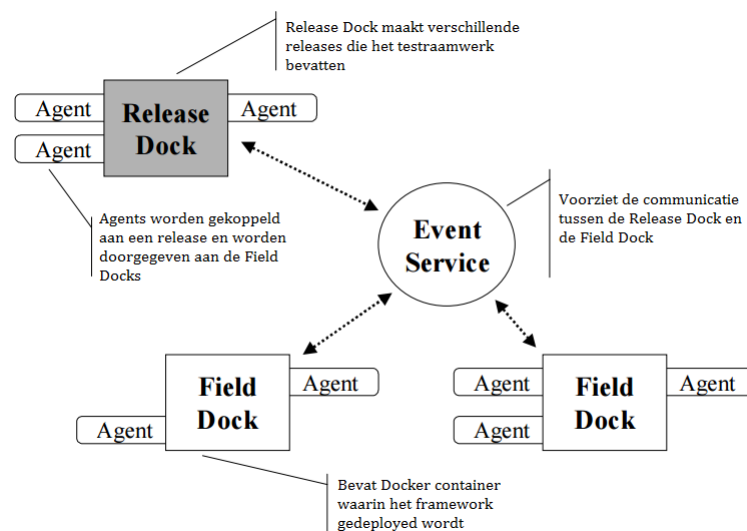 Release Dock maakt verschillende
releases die het testraamwerk
bevatten
Agent
Release
Dock
Agent
Agent
Agents worden gekoppeld
aan een release en worden
doorgegeven aan de Field
Docks
Event
Service
Voorziet de communicatie
tussen de Release Dock en
de Field Dock
Field
Dock
Agent
Agent
Agent
Field
Dock
Agent
Agent
Bevat Docker container
waarin het framework
gedeployed wordt